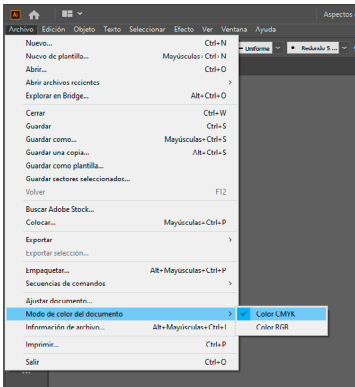 Ai
Aspectos
Archivo Edición Objeto Texto Seleccionar Efecto Ver Ventana Ayuda
Nuevo... Ctrl+N
Nuevo de plantilla... Mayúsculas+Ctrl+N
Abrir... Ctrl+O
Abrir archivos recientes
Explorar en Bridge... Alt+Ctrl+O
Uniforme Redondo 5 ...
Cerrar Ctrl+W
Guardar Ctrl+S
Guardar como... Mayúsculas+Ctrl+S
Guardar una copia... Alt+Ctrl+S
Guardar como plantilla...
Guardar sectores seleccionados...
Volver F12
Buscar Adobe Stock...
Colocar... Mayúsculas+Ctrl+P
Exportar
Exportar selección...
Empaquetar... Alt+Mayúsculas+Ctrl+P
Secuencias de comandos
Ajustar documento...
Modo de color del documento
Color CMYK
Información de archivo... Alt+Mayúsculas+Ctrl+I
Color RGB
Imprimir... Ctrl+P
Salir Ctrl+Q